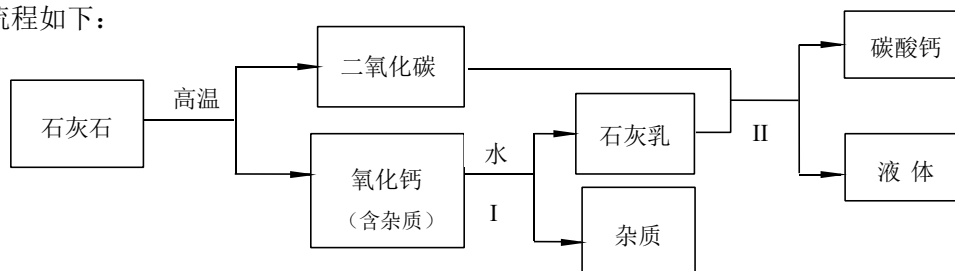 流程如下：
石灰石
高温
二氧化碳
氧化钙
（含杂质）
水
I
石灰乳
杂质
II
碳酸钙
液 体